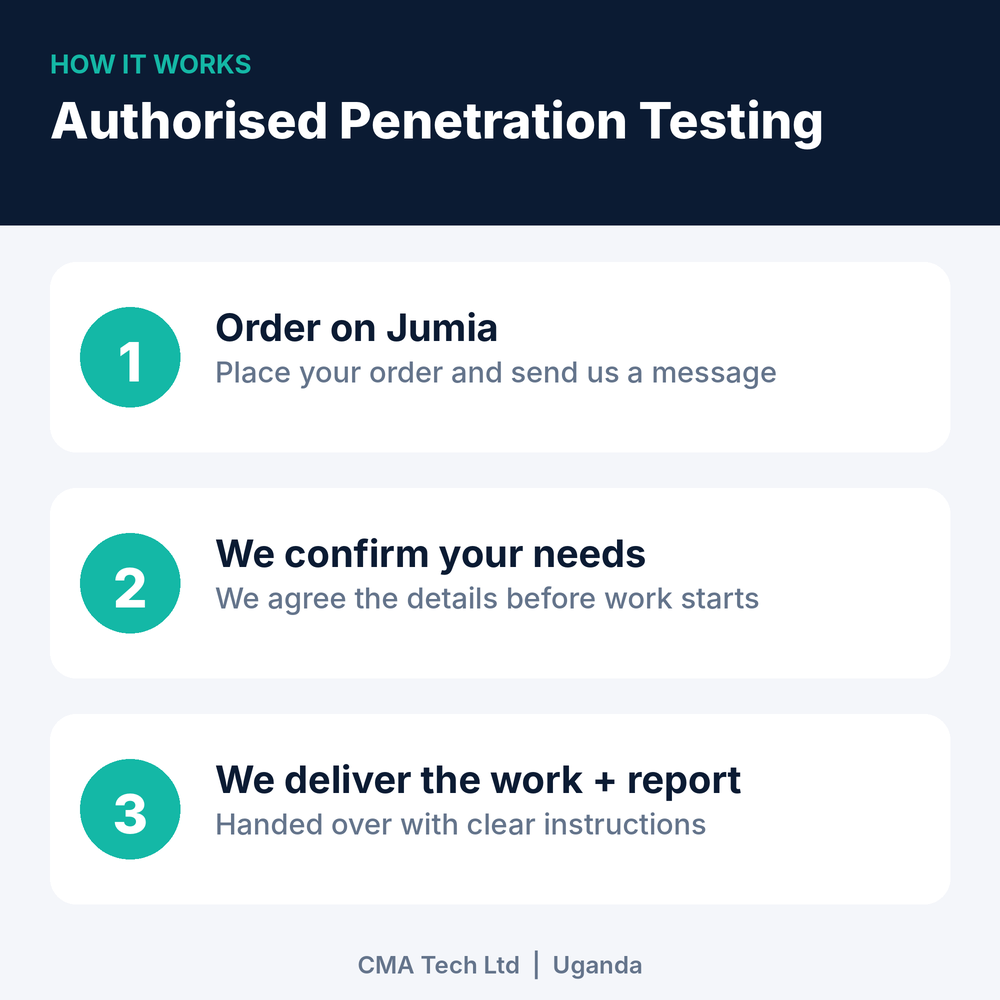 HOW IT WORKS
Authorised Penetration Testing
1
Order on Jumia
Place your order and send us a message
2
We confirm your needs
We agree the details before work starts
3
We deliver the work + report
Handed over with clear instructions
CMA Tech Ltd | Uganda